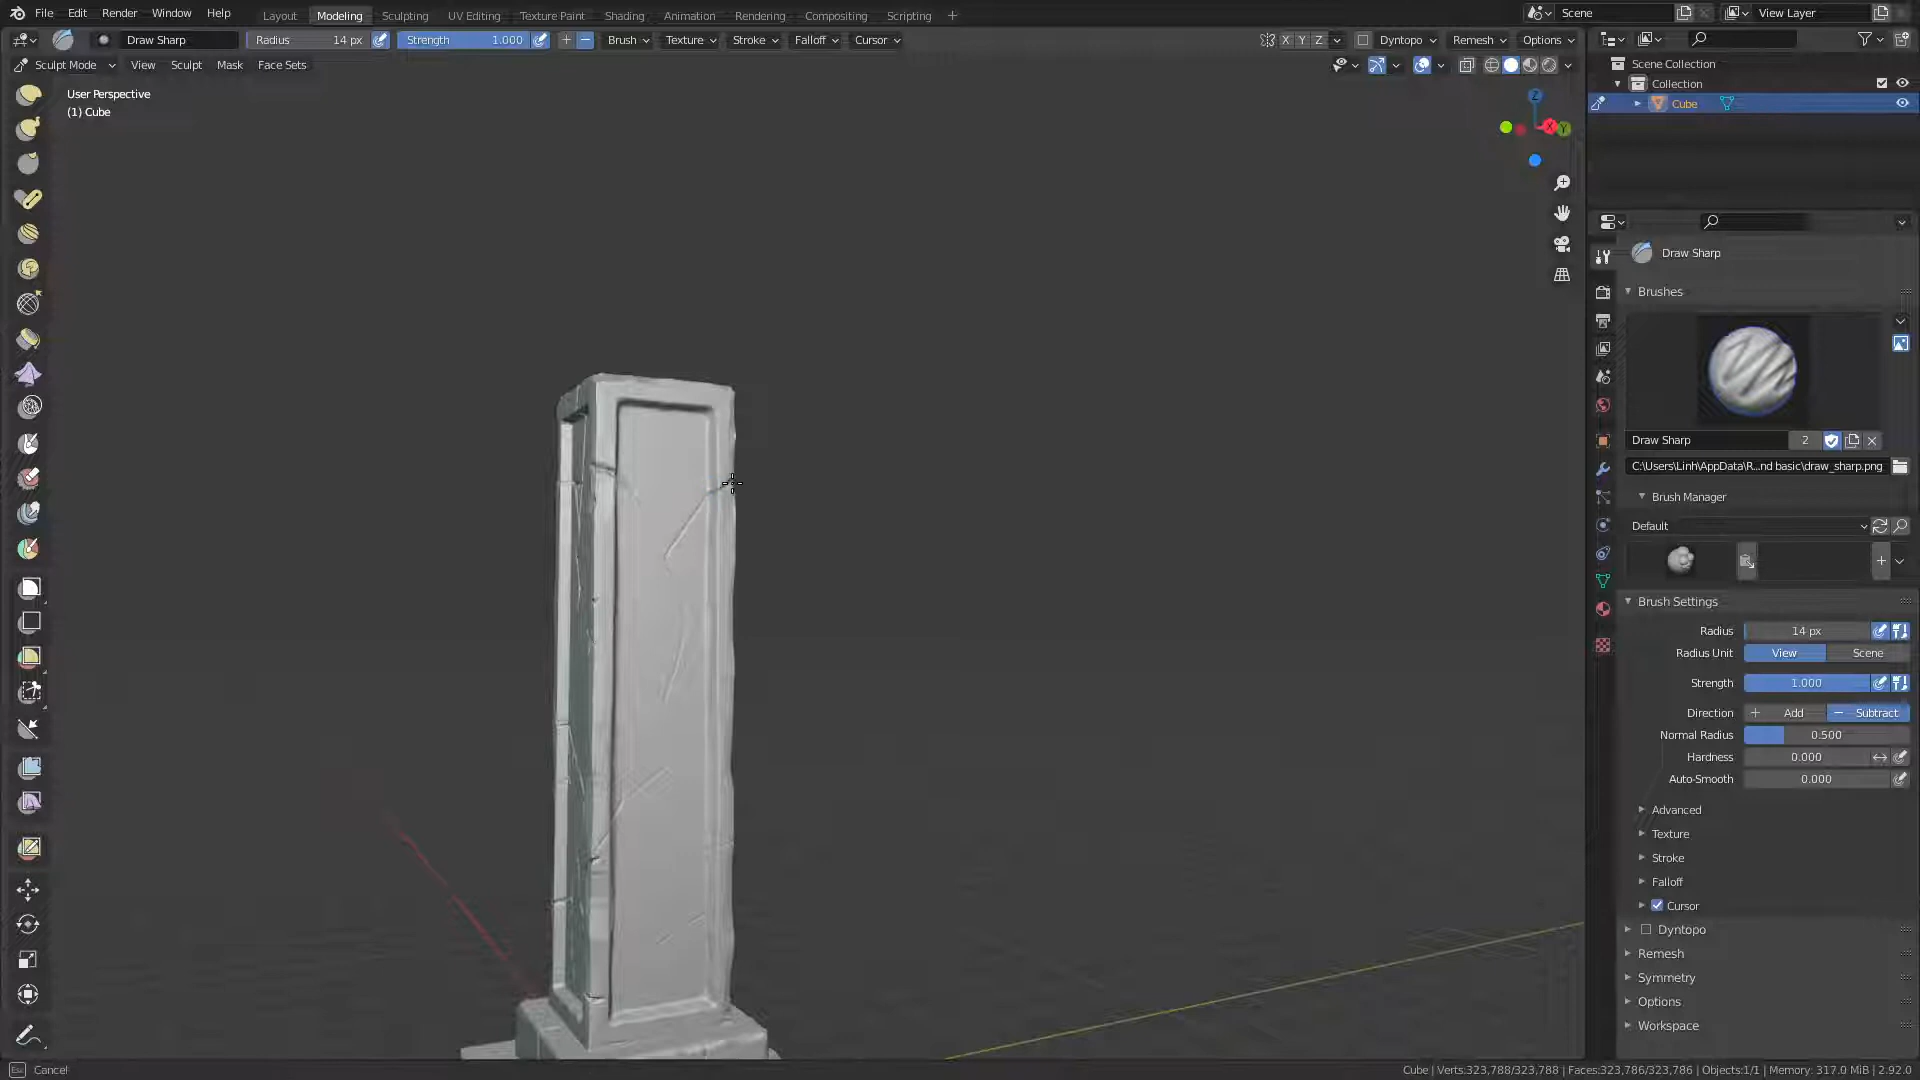 File Edit Render Window Help Layout Modeling Sculpting UV Editing Texture Paint Shading Animation Rendering Compositing Scripting + Scene View Layer
Draw Sharp Radius 14 px Strength 1.000 Brush Texture Stroke Falloff Cursor X Y Z Dyntopo Remesh Options
Sculpt Mode View Sculpt Mask Face Sets
User Perspective
(1) Cube
Z
X
Y
Scene Collection
Collection
Cube
Draw Sharp
Brushes
Draw Sharp 2
C:\Users\Linh\AppData\R...nd basic\draw_sharp.png
Brush Manager
Default
Brush Settings
Radius 14 px
Radius Unit View Scene
Strength 1.000
Direction + Add − Subtract
Normal Radius 0.500
Hardness 0.000
Auto-Smooth 0.000
Advanced
Texture
Stroke
Falloff
Cursor
Dyntopo
Remesh
Symmetry
Options
Workspace
Esc Cancel
Cube | Verts:323,788/323,788 | Faces:323,786/323,786 | Objects:1/1 | Memory: 317.0 MiB | 2.92.0